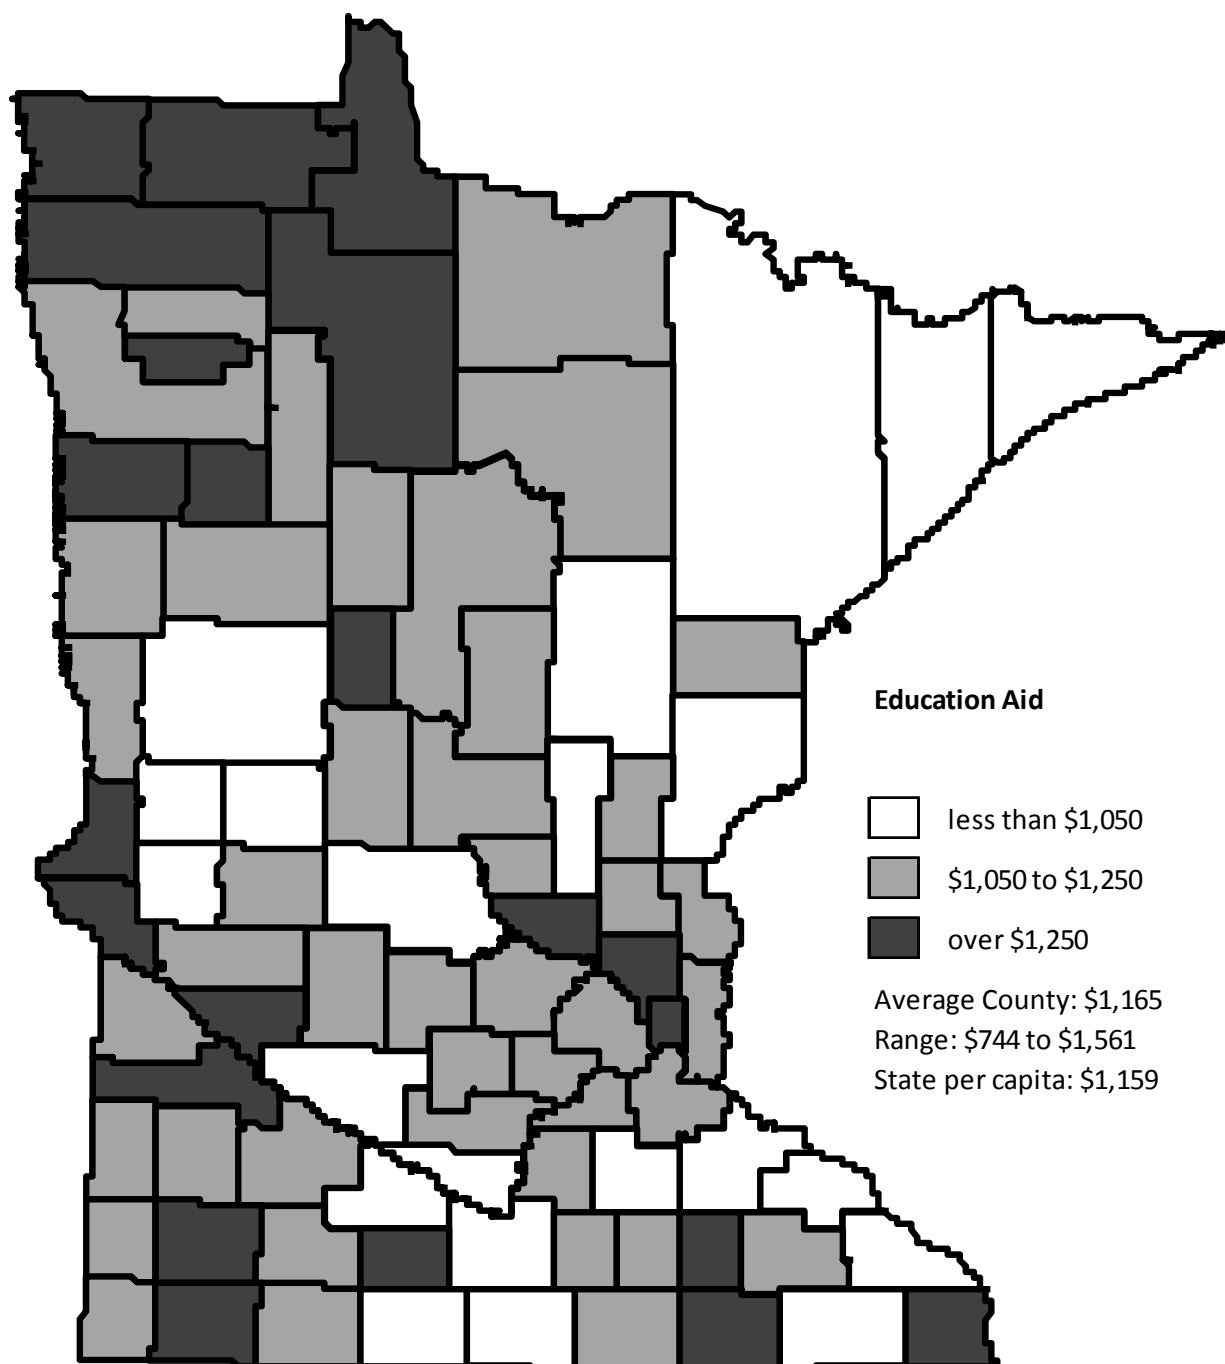 Education Aid
less than $1,050
$1,050 to $1,250
over $1,250
Average County: $1,165
Range: $744 to $1,561
State per capita: $1,159